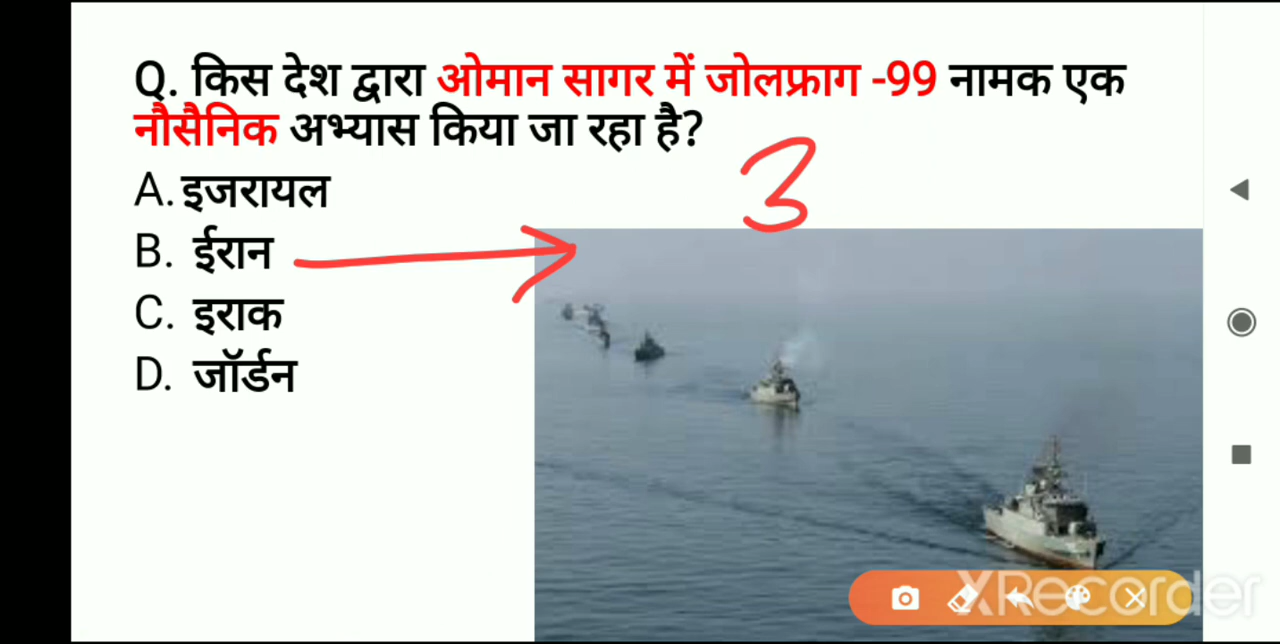 Q. किस देश द्वारा ओमान सागर में जोलफ्राग -99 नामक एक
नौसैनिक अभ्यास किया जा रहा है?
3
A. इजरायल
B. ईरान
C. इराक
D. जॉर्डन
XRecorder